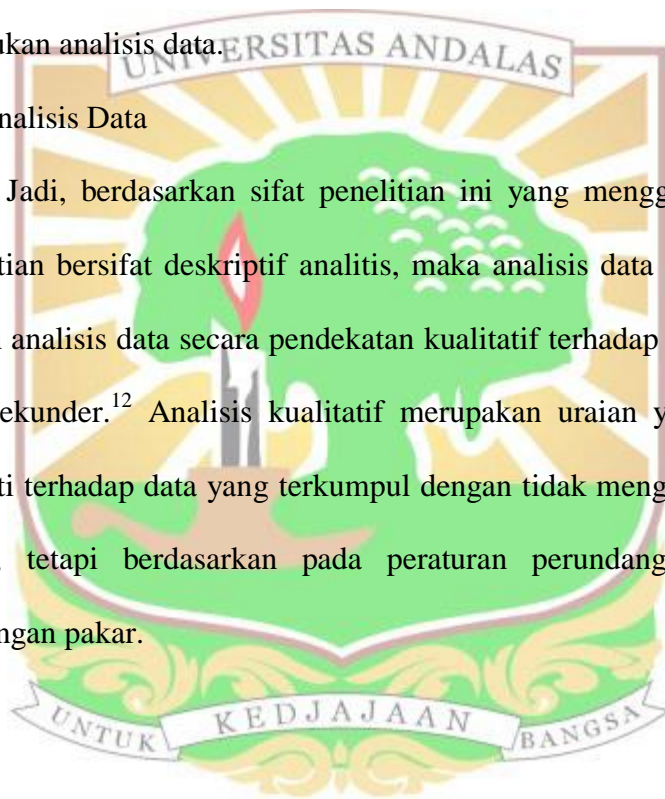 ukan analisis data.
UNIVERSITAS ANDALAS
nalisis Data
Jadi, berdasarkan sifat penelitian ini yang mengg
tian bersifat deskriptif analitis, maka analisis data
analisis data secara pendekatan kualitatif terhadap
ekunder.12 Analisis kualitatif merupakan uraian y
ti terhadap data yang terkumpul dengan tidak meng
tetapi berdasarkan pada peraturan perundang
ngan pakar.
UNTUK KEDJAJAAN BANGSA